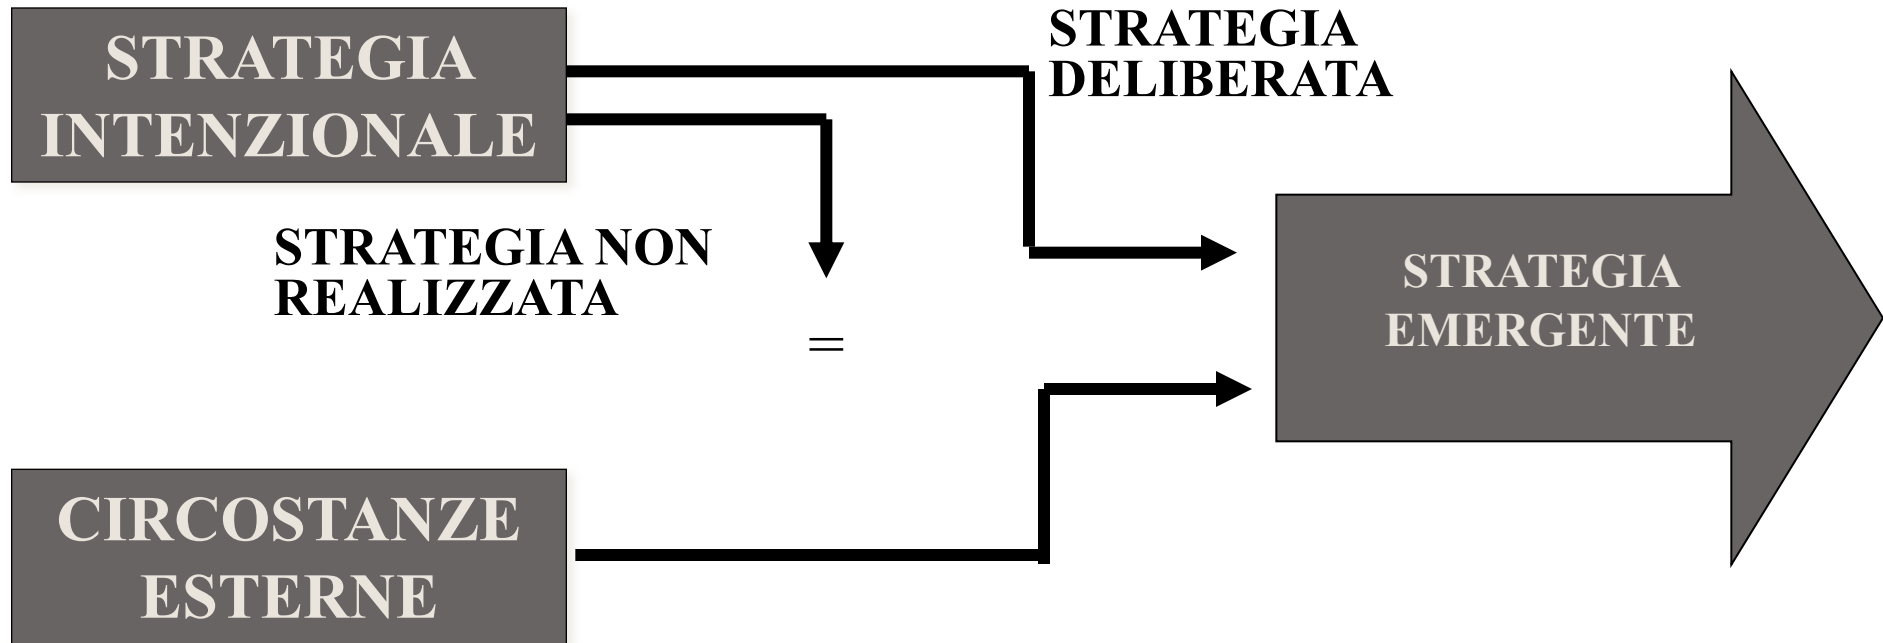 STRATEGIA
INTENZIONALE
STRATEGIA
DELIBERATA
STRATEGIA NON
REALIZZATA
=
STRATEGIA
EMERGENTE
CIRCOSTANZE
ESTERNE